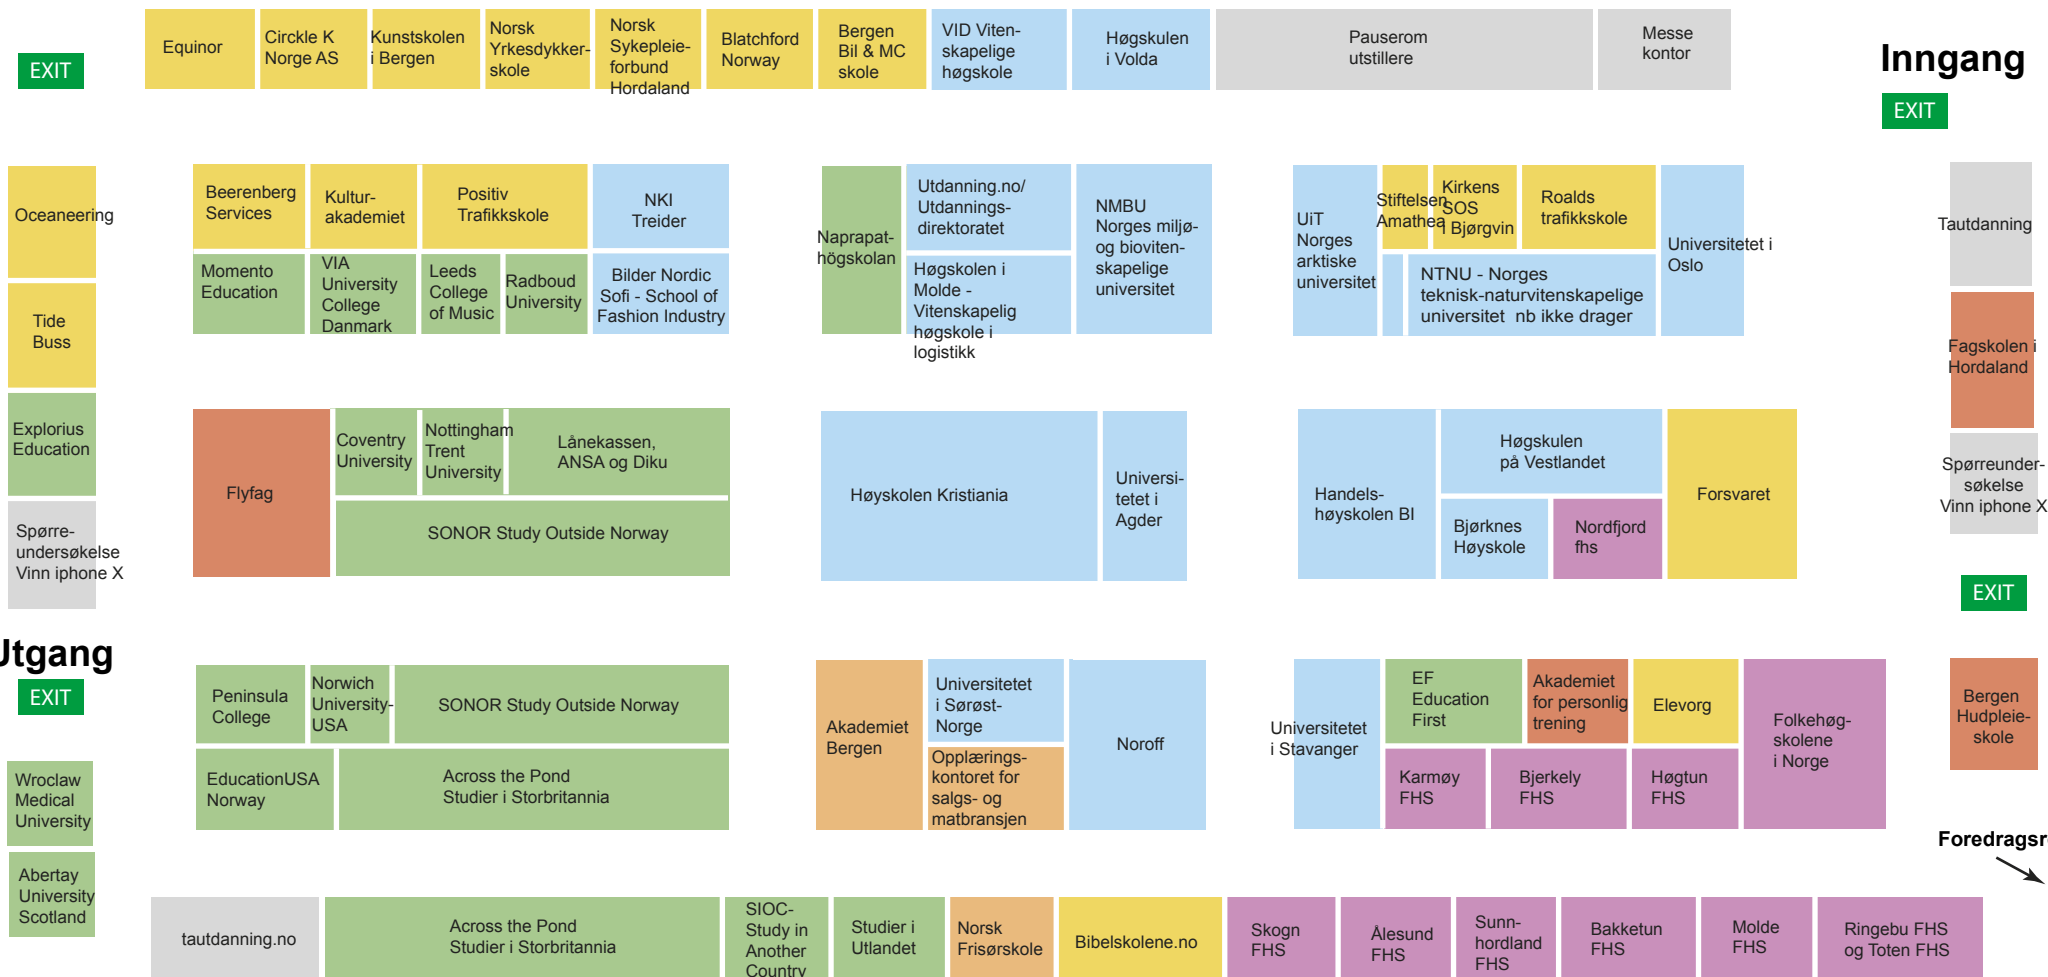 Equinor
Circkle K
Norge AS
Kunstskolen
i Bergen
Norsk
Yrkesdykker-
skole
Norsk
Sykepleie-
forbund
Hordaland
Blatchford
Norway
Bergen
Bil & MC
skole
VID Viten-
skapelige
høgskole
Høgskulen
i Volda
Pauserom
utstillere
Messe
kontor
Inngang
EXIT
EXIT
Oceaneering
Beerenberg
Services
Kultur-
akademiet
Positiv
Trafikkskole
NKI
Treider
Momento
Education
VIA
University
College
Danmark
Leeds
College
of Music
Radboud
University
Bilder Nordic
Sofi - School of
Fashion Industry
Naprapat-
högskolan
Utdanning.no/
Utdannings-
direktoratet
Høgskolen i
Molde -
Vitenskapelig
høgskole i
logistikk
NMBU
Norges miljø-
og bioviten-
skapelige
universitet
UiT
Norges
arktiske
universitet
Stiftelsen
Amathea
Kirkens
SOS
i Bjørgvin
Roalds
trafikkskole
NTNU - Norges
teknisk-naturvitenskapelige
universitet nb ikke drager
Universitetet i
Oslo
Tautdanning
Tide
Buss
Fagskolen i
Hordaland
Explorius
Education
Flyfag
Coventry
University
Nottingham
Trent
University
Lånekassen,
ANSA og Diku
SONOR Study Outside Norway
Høyskolen Kristiania
Universi-
tetet i
Agder
Handels-
høyskolen BI
Høgskulen
på Vestlandet
Bjørknes
Høyskole
Nordfjord
fhs
Forsvaret
Spørreunder-
søkelse
Vinn iphone X
Spørre-
undersøkelse
Vinn iphone X
EXIT
Utgang
EXIT
Peninsula
College
Norwich
University-
USA
SONOR Study Outside Norway
EducationUSA
Norway
Across the Pond
Studier i Storbritannia
Akademiet
Bergen
Universitetet
i Sørøst-
Norge
Opplærings-
kontoret for
salgs- og
matbransjen
Noroff
Universitetet
i Stavanger
EF
Education
First
Akademiet
for personlig
trening
Elevorg
Folkehøg-
skolene
i Norge
Karmøy
FHS
Bjerkely
FHS
Høgtun
FHS
Bergen
Hudpleie-
skole
Wroclaw
Medical
University
Abertay
University
Scotland
tautdanning.no
Across the Pond
Studier i Storbritannia
SIOC-
Study in
Another
Country
Studier i
Utlandet
Norsk
Frisørskole
Bibelskolene.no
Skogn
FHS
Ålesund
FHS
Sunn-
hordland
FHS
Bakketun
FHS
Molde
FHS
Ringebu FHS
og Toten FHS